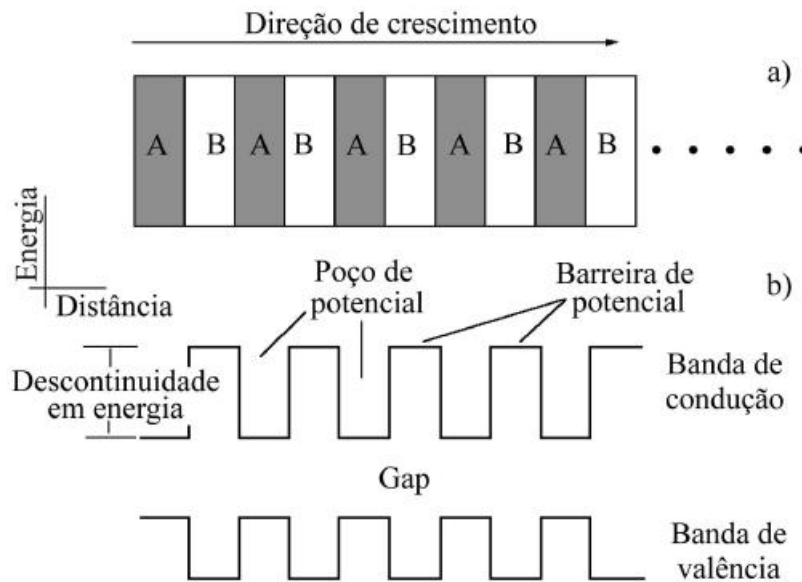 Direção de crescimento
a)
A B A B A B A B A B
Energia
Distância
Poço de
potencial
Barreira de
potencial
b)
Descontinuidade
em energia
Banda de
condução
Gap
Banda de
valência